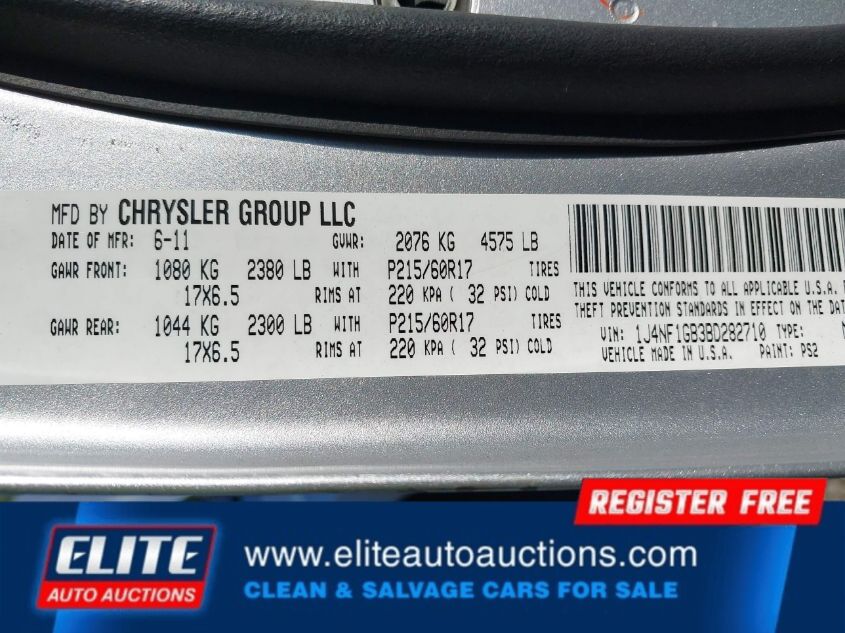 MFD BY CHRYSLER GROUP LLC
DATE OF MFR: 6-11 GVWR: 2076 KG 4575 LB
GAWR FRONT: 1080 KG 2380 LB WITH P215/60R17 TIRES
17X6.5 RIMS AT 220 KPA ( 32 PSI) COLD
GAWR REAR: 1044 KG 2300 LB WITH P215/60R17 TIRES
17X6.5 RIMS AT 220 KPA ( 32 PSI) COLD
THIS VEHICLE CONFORMS TO ALL APPLICABLE U.S.A.
THEFT PREVENTION STANDARDS IN EFFECT ON THE
VIN: 1J4NF1GB3BD282710 TYPE:
VEHICLE MADE IN U.S.A. PAINT: PS2
REGISTER FREE
ELITE
AUTO AUCTIONS
www.eliteautoauctions.com
CLEAN & SALVAGE CARS FOR SALE